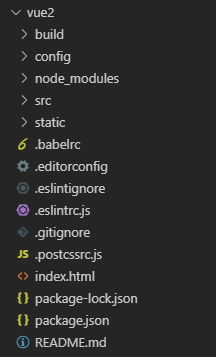 vue2
build
config
node_modules
src
static
.babelrc
.editorconfig
.eslintignore
.eslintrc.js
.gitignore
.postcssrc.js
index.html
package-lock.json
package.json
README.md